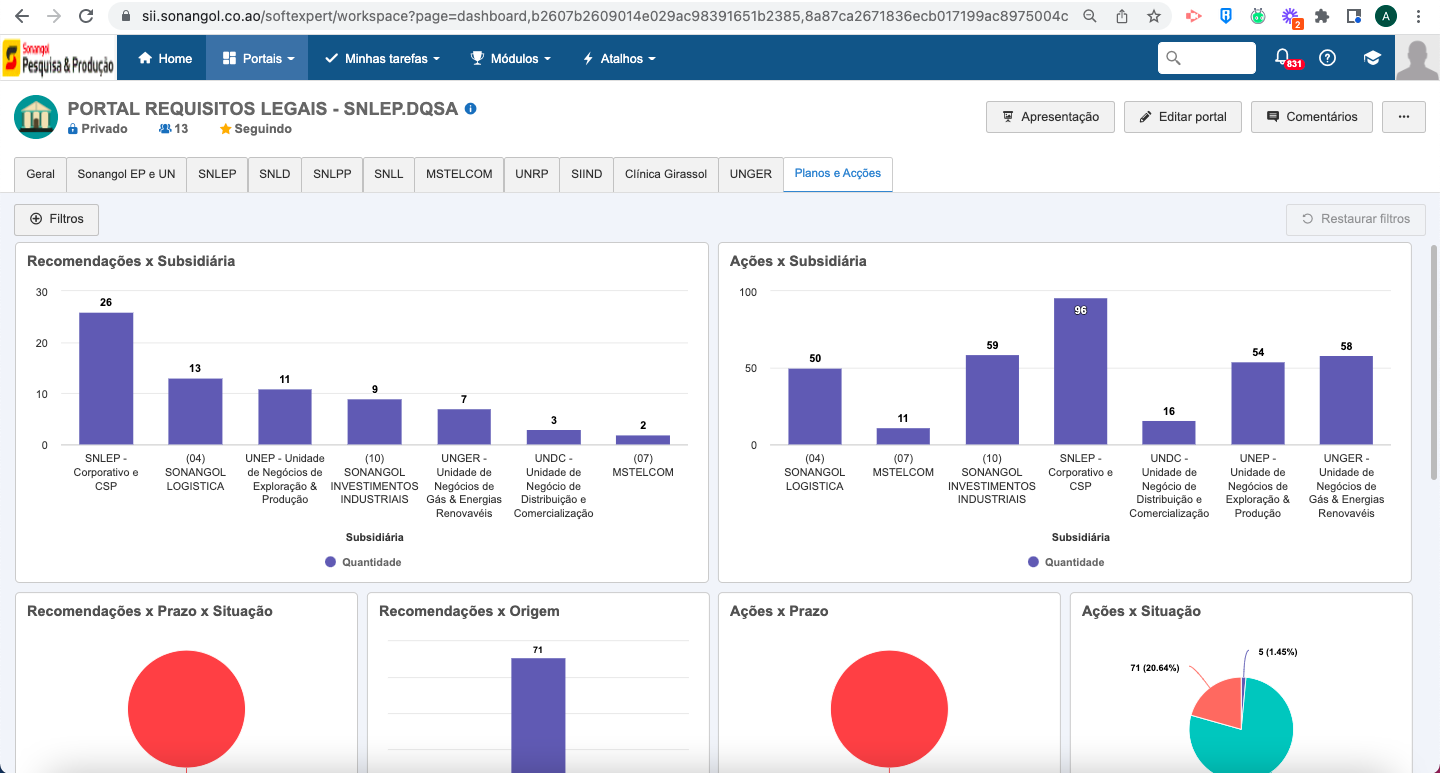 sii.sonangol.co.ao/softexpert/workspace?page=dashboard,b2607b2609014e029ac98391651b2385,8a87ca2671836ecb017199ac8975004c
2
A
Sonangol
Pesquisa & Produção
Home
Portais
Minhas tarefas
Módulos
Atalhos
831
PORTAL REQUISITOS LEGAIS - SNLEP.DQSA
Privado
13
Seguindo
Apresentação
Editar portal
Comentários
...
Geral
Sonangol EP e UN
SNLEP
SNLD
SNLPP
SNLL
MSTELCOM
UNRP
SIIND
Clínica Girassol
UNGER
Planos e Acções
Filtros
Restaurar filtros
Recomendações x Subsidiária
30
20
10
0
26
13
11
9
7
3
2
SNLEP -
Corporativo e
CSP
(04)
SONANGOL
LOGISTICA
UNEP - Unidade
de Negócios de
Exploração &
Produção
(10)
SONANGOL
INVESTIMENTOS
INDUSTRIAIS
UNGER -
Unidade de
Negócios de
Gás & Energias
Renovavéis
UNDC -
Unidade de
Negócio de
Distribuição e
Comercialização
(07)
MSTELCOM
Subsidiária
Quantidade
Ações x Subsidiária
100
50
0
50
11
59
96
16
54
58
(04)
SONANGOL
LOGISTICA
(07)
MSTELCOM
(10)
SONANGOL
INVESTIMENTOS
INDUSTRIAIS
SNLEP -
Corporativo e
CSP
UNDC -
Unidade de
Negócio de
Distribuição e
Comercialização
UNEP -
Unidade de
Negócios de
Exploração &
Produção
UNGER -
Unidade de
Negócios de
Gás & Energias
Renovavéis
Subsidiária
Quantidade
Recomendações x Prazo x Situação
Recomendações x Origem
71
Ações x Prazo
Ações x Situação
5 (1.45%)
71 (20.64%)